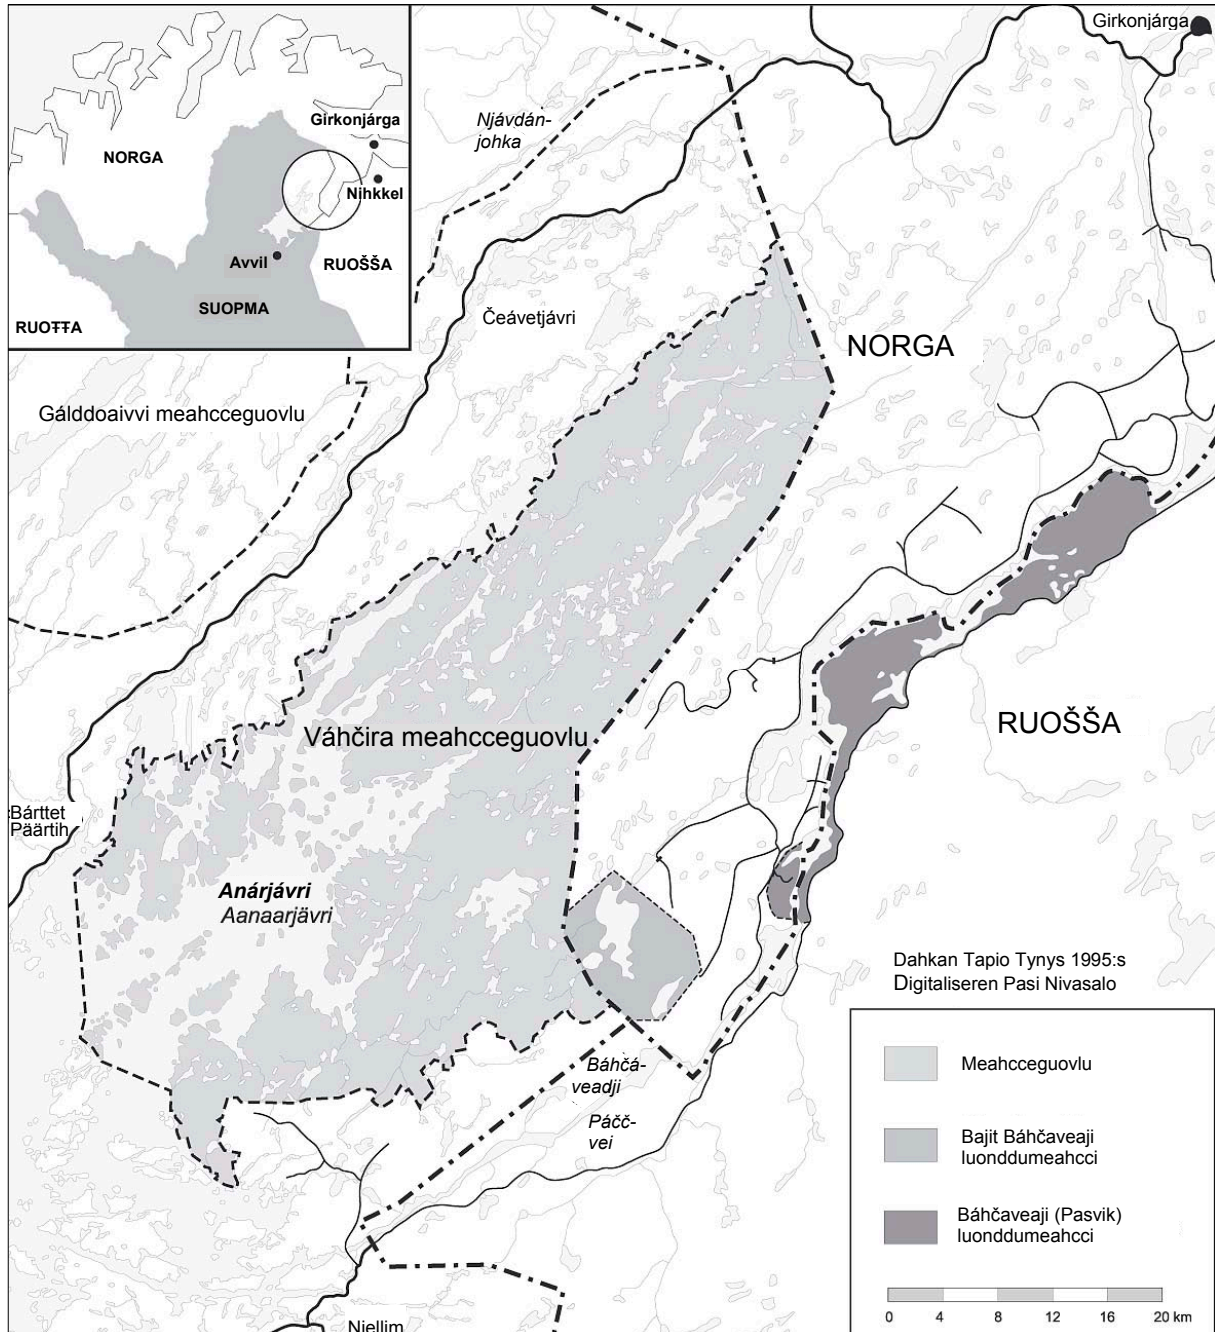 Girkonjárga
NORGA
Girkonjárga
Nihkkel
Avvil
RUOŠŠA
SUOPMA
RUOŦŦA
Njávdán-
johka
Čeávetjávri
NORGA
Gálddoaivvi meahcceguovlu
Váhčira meahcceguovlu
RUOŠŠA
Bárttet
Päärtih
Anárjávri
Aanaarjävri
Báhčá-
veadji
Páčč-
vei
Njellim
Dahkan Tapio Tynys 1995:s
Digitaliseren Pasi Nivasalo
Meahcceguovlu
Bajit Báhčaveaji
luonddumeahcci
Báhčaveaji (Pasvik)
luonddumeahcci
0 4 8 12 16 20 km